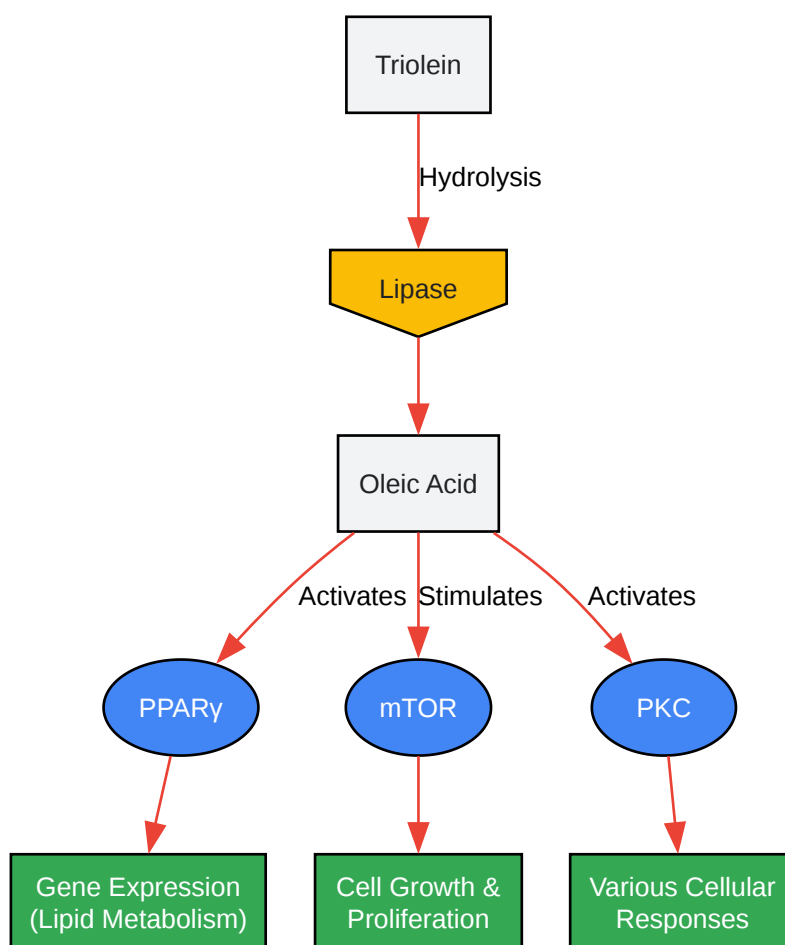 Triolein
Hydrolysis
Lipase
Oleic Acid
Activates
Stimulates
Activates
PPARγ
mTOR
PKC
Gene Expression
(Lipid Metabolism)
Cell Growth &
Proliferation
Various Cellular
Responses